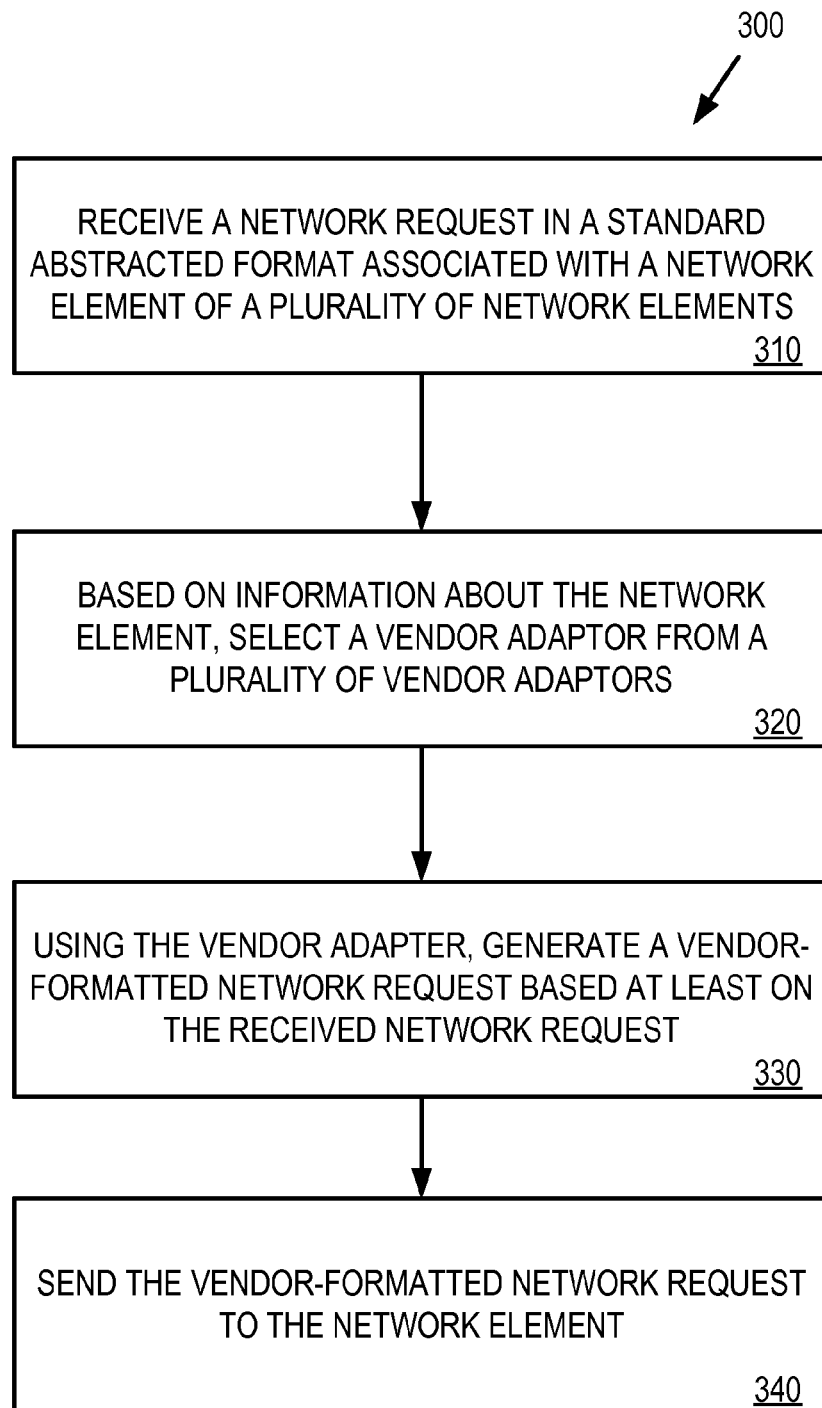 300
RECEIVE A NETWORK REQUEST IN A STANDARD
ABSTRACTED FORMAT ASSOCIATED WITH A NETWORK
ELEMENT OF A PLURALITY OF NETWORK ELEMENTS
310
BASED ON INFORMATION ABOUT THE NETWORK
ELEMENT, SELECT A VENDOR ADAPTOR FROM A
PLURALITY OF VENDOR ADAPTORS
320
USING THE VENDOR ADAPTER, GENERATE A VENDOR-
FORMATTED NETWORK REQUEST BASED AT LEAST ON
THE RECEIVED NETWORK REQUEST
330
SEND THE VENDOR-FORMATTED NETWORK REQUEST
TO THE NETWORK ELEMENT
340